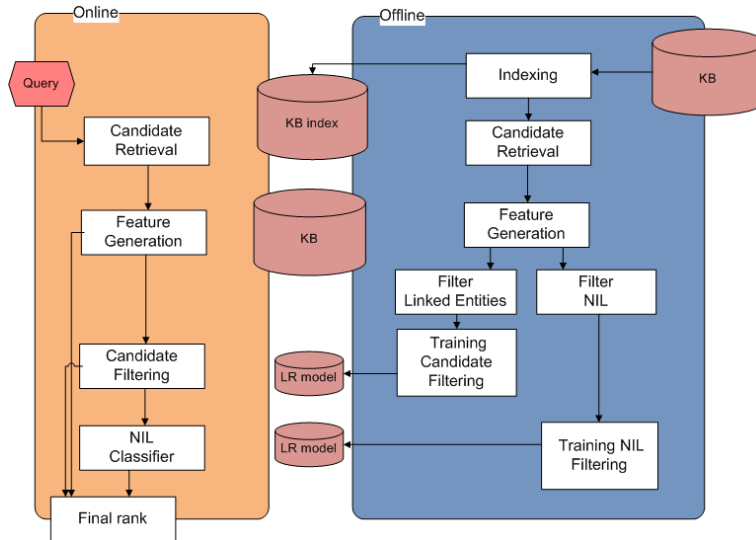 Online
Offline
Query
KB
Indexing
KB index
Candidate
Retrieval
Candidate
Retrieval
Feature
Generation
KB
Feature
Generation
Filter
Linked Entities
Filter
NIL
Candidate
Filtering
LR model
Training
Candidate
Filtering
NIL
Classifier
LR model
Training NIL
Filtering
Final rank